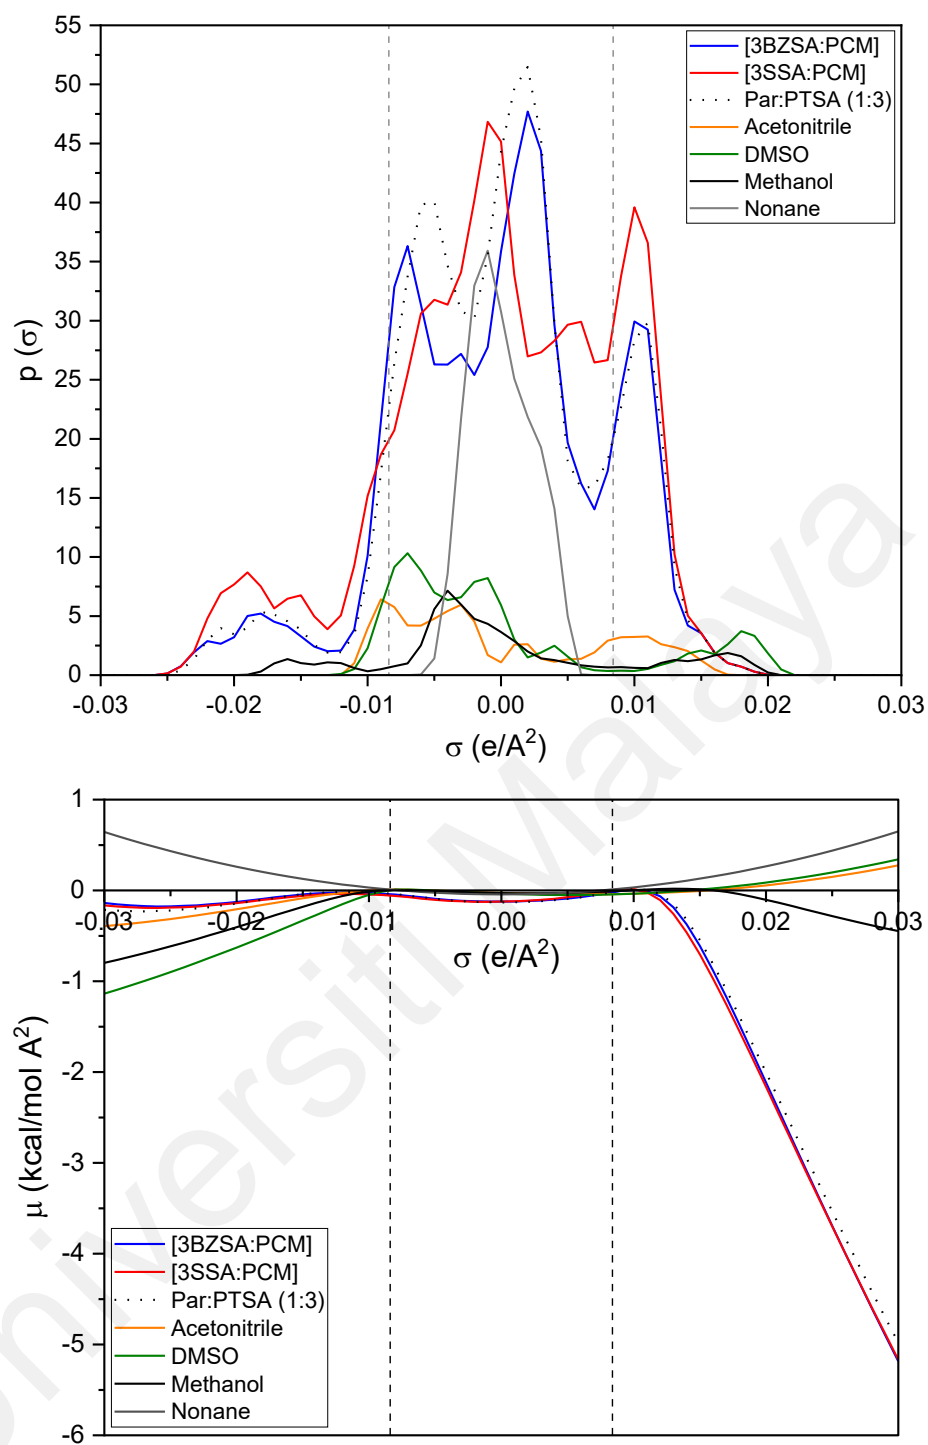 55
50
45
40
35
30
25
20
15
10
5
0
p (σ)
[3BZSA:PCM]
[3SSA:PCM]
Par:PTSA (1:3)
Acetonitrile
DMSO
Methanol
Nonane
-0.03 -0.02 -0.01 0.00 0.01 0.02 0.03
σ (e/A²)
1
0
-1
-2
-3
-4
-5
-6
μ (kcal/mol A²)
-0.03 -0.02 -0.01 0.00 0.01 0.02 0.03
σ (e/A²)
[3BZSA:PCM]
[3SSA:PCM]
Par:PTSA (1:3)
Acetonitrile
DMSO
Methanol
Nonane
Universiti Malaya